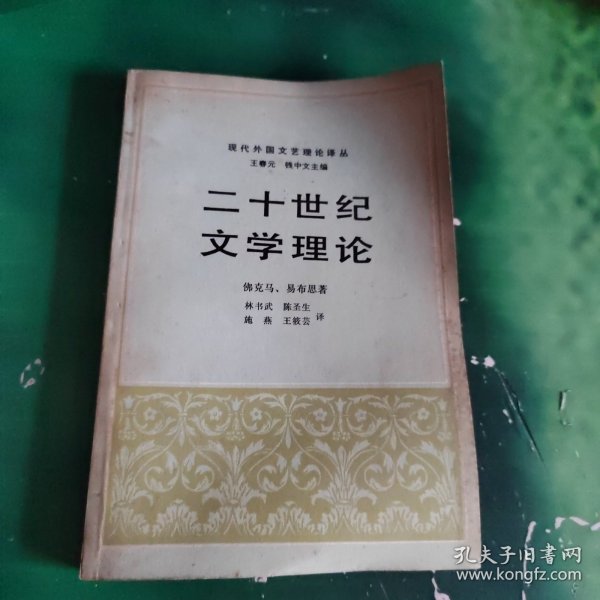 现代外国文艺理论译丛
王春元 钱中文主编
二十世纪
文学理论
佛克马、易布思著
林书武 陈圣生
施燕 王筱芸 译
孔夫子旧书网
www.kongfz.com